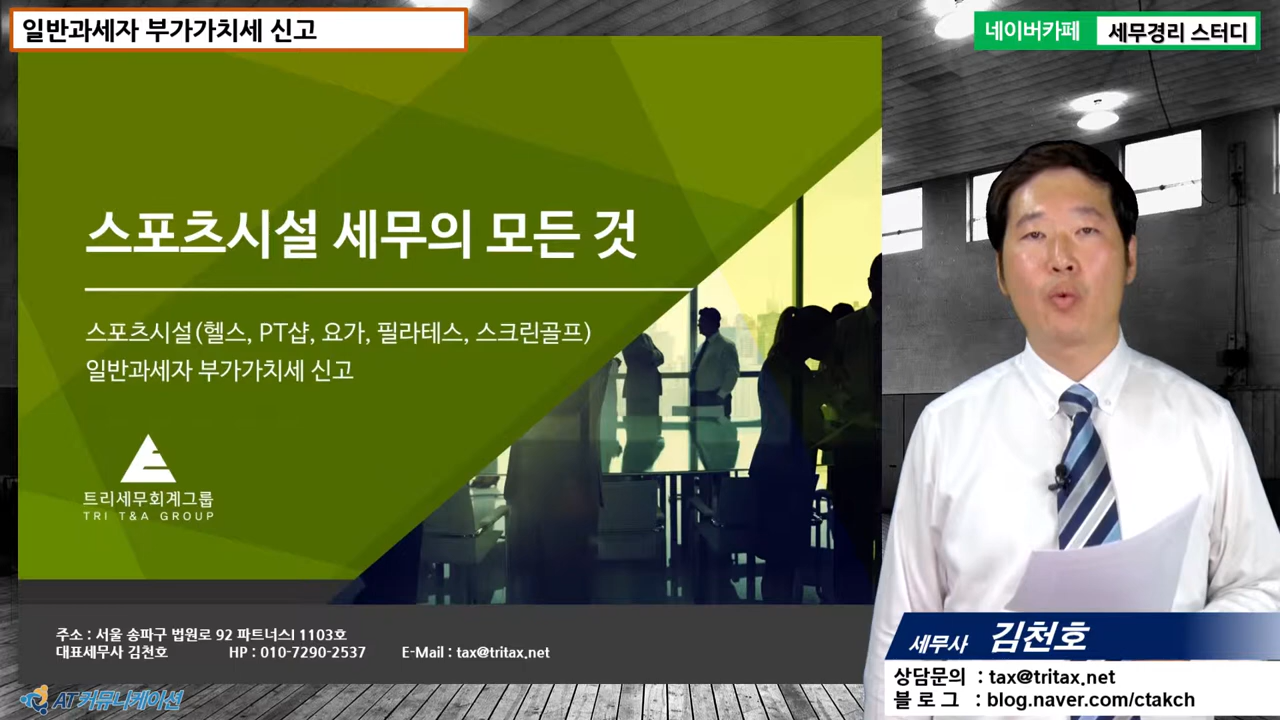 일반과세자 부가가치세 신고
네이버카페 세무경리 스터디
스포츠시설 세무의 모든 것
스포츠시설(헬스, PT샵, 요가, 필라테스, 스크린골프)
일반과세자 부가가치세 신고
트리세무회계그룹
TRI T&A GROUP
주소 : 서울 송파구 법원로 92 파트너스I 1103호
대표세무사 김천호 HP : 010-7290-2537 E-Mail : tax@tritax.net
AT커뮤니케이션
세무사 김천호
상담문의 : tax@tritax.net
블로그 : blog.naver.com/ctakch